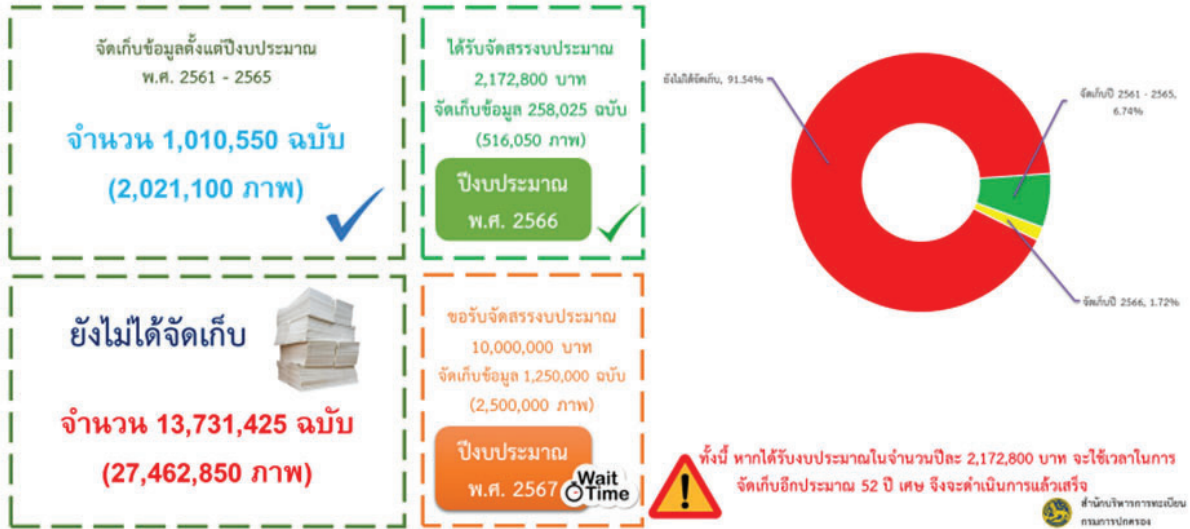 จัดเก็บข้อมูลตั้งแต่ปีงบประมาณ
พ.ศ. 2561 - 2565
จำนวน 1,010,550 ฉบับ
(2,021,100 ภาพ)
ได้รับจัดสรรงบประมาณ
2,172,800 บาท
จัดเก็บข้อมูล 258,025 ฉบับ
(516,050 ภาพ)
ปีงบประมาณ
พ.ศ. 2566
ยังไม่ได้จัดเก็บ
จำนวน 13,731,425 ฉบับ
(27,462,850 ภาพ)
ขอรับจัดสรรงบประมาณ
10,000,000 บาท
จัดเก็บข้อมูล 1,250,000 ฉบับ
(2,500,000 ภาพ)
ปีงบประมาณ
พ.ศ. 2567
Wait
Time
ยังไม่ได้จัดเก็บ, 91.54%
จัดเก็บปี 2561 - 2565,
6.74%
จัดเก็บปี 2566, 1.72%
ทั้งนี้ หากได้รับงบประมาณในจำนวนปีละ 2,172,800 บาท จะใช้เวลาในการ
จัดเก็บอีกประมาณ 52 ปี เศษ จึงจะดำเนินการแล้วเสร็จ
สำนักบริหารการทะเบียน
กรมการปกครอง